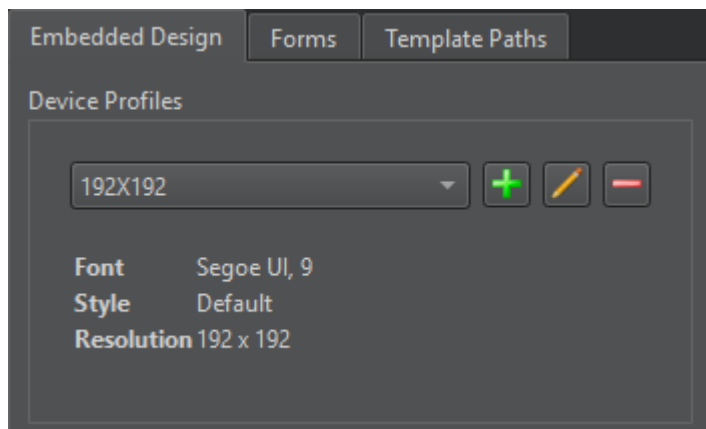 Embedded Design Forms Template Paths
Device Profiles
192X192
Font Segoe UI, 9
Style Default
Resolution 192 x 192